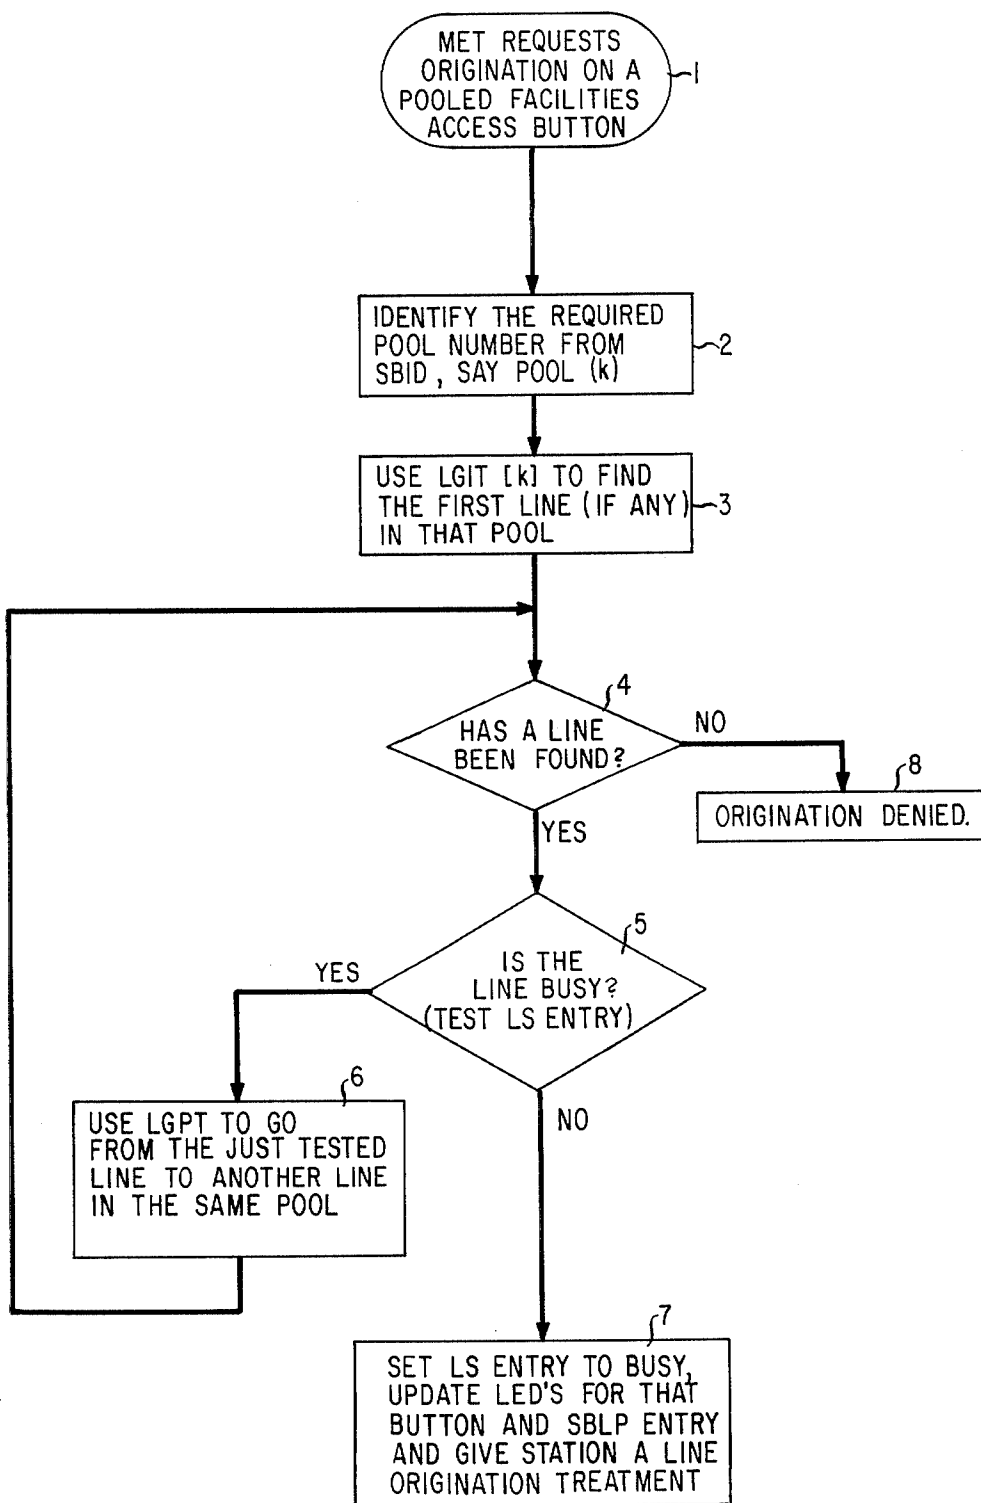 MET REQUESTS
ORIGINATION ON A
POOLED FACILITIES
ACCESS BUTTON
1
IDENTIFY THE REQUIRED
POOL NUMBER FROM
SBID, SAY POOL (k)
2
USE LGIT [k] TO FIND
THE FIRST LINE (IF ANY)
IN THAT POOL
3
4
HAS A LINE
BEEN FOUND?
NO
8
ORIGINATION DENIED.
YES
5
IS THE
LINE BUSY?
(TEST LS ENTRY)
YES
6
USE LGPT TO GO
FROM THE JUST TESTED
LINE TO ANOTHER LINE
IN THE SAME POOL
NO
7
SET LS ENTRY TO BUSY,
UPDATE LED'S FOR THAT
BUTTON AND SBLP ENTRY
AND GIVE STATION A LINE
ORIGINATION TREATMENT